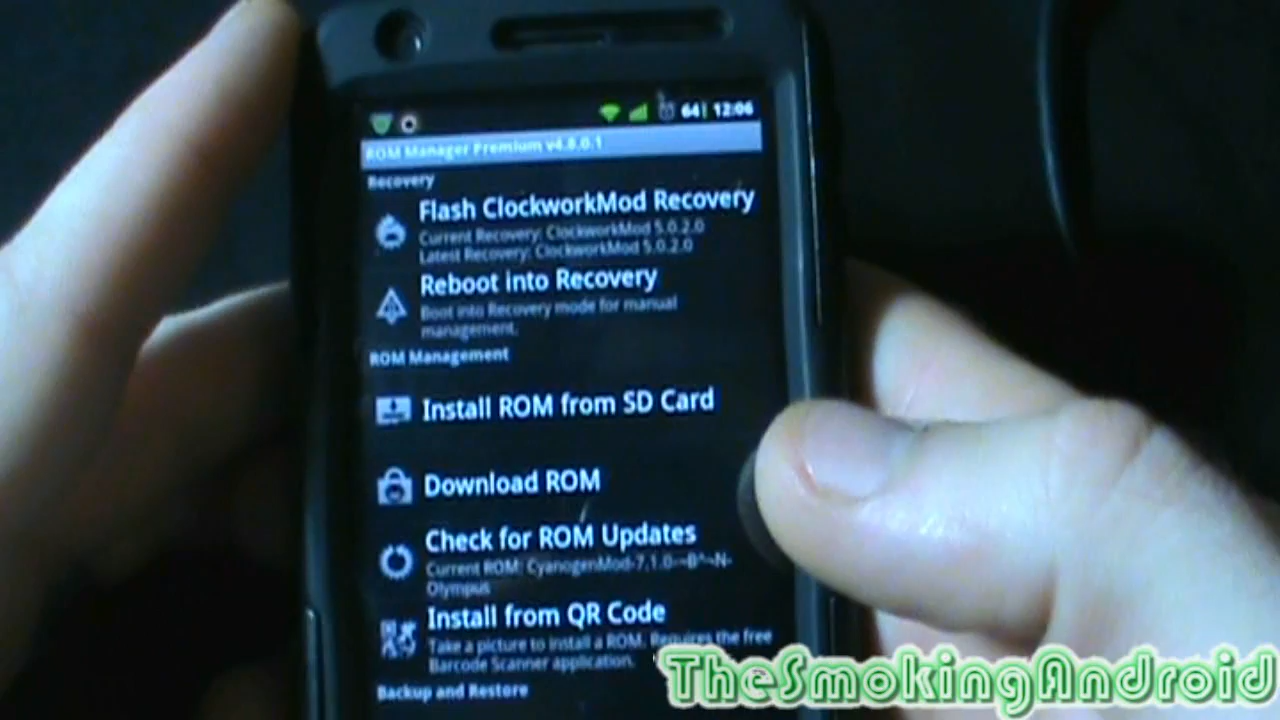 64 12:06
ROM Manager Premium v4.8.0.1
Recovery
Flash ClockworkMod Recovery
Current Recovery: ClockworkMod 5.0.2.0
Latest Recovery: ClockworkMod 5.0.2.0
Reboot into Recovery
Boot into Recovery mode for manual
management.
ROM Management
Install ROM from SD Card
Download ROM
Check for ROM Updates
Current ROM: CyanogenMod-7.1.0-~B^~N-
Olympus
Install from QR Code
Take a picture to install a ROM. Requires the free
Barcode Scanner application.
Backup and Restore
TheSmokingAndroid